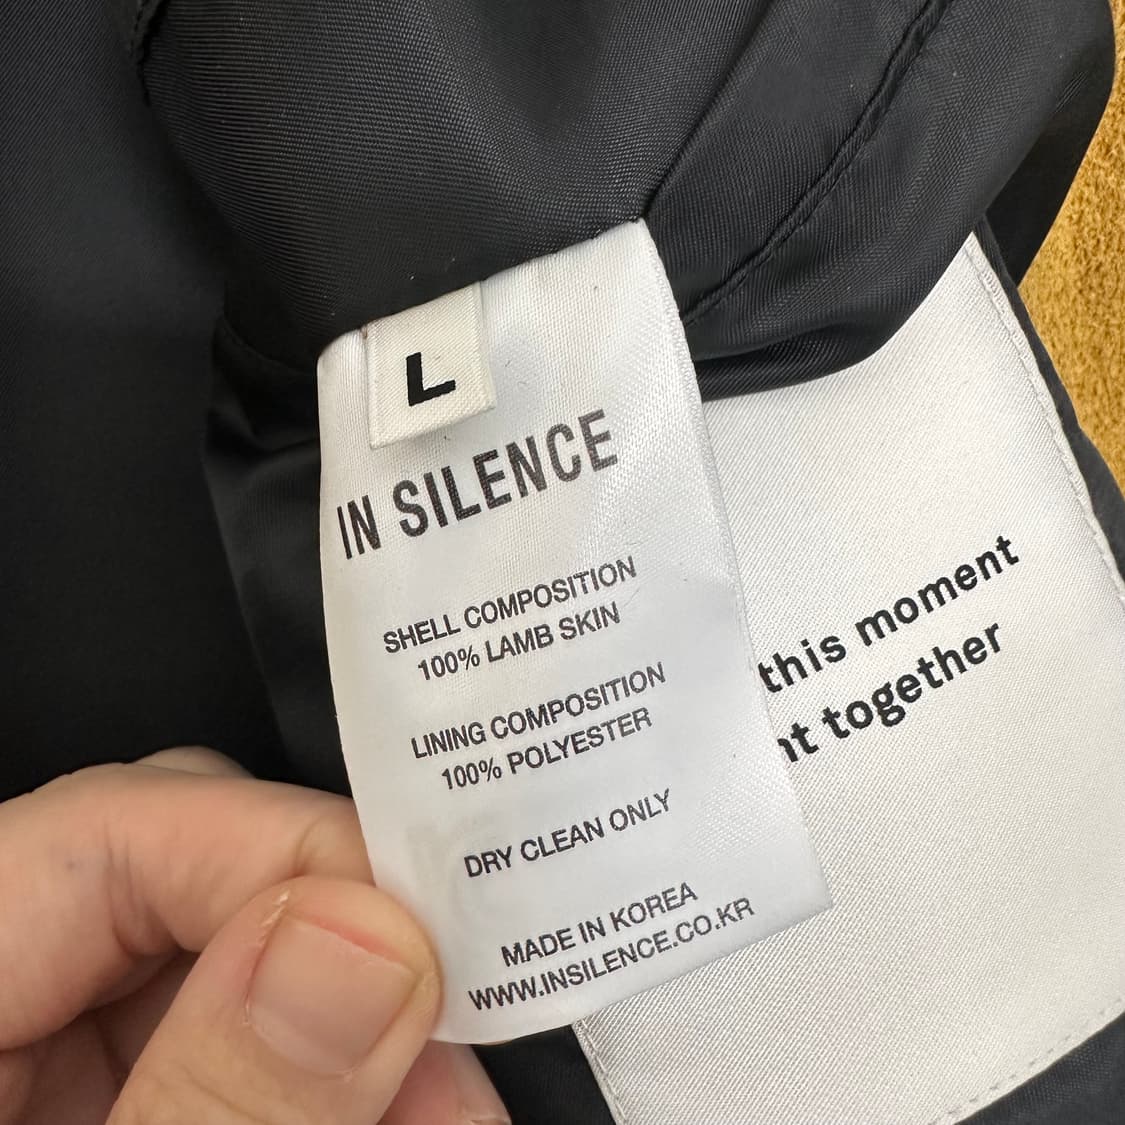 L
IN SILENCE
SHELL COMPOSITION
100% LAMB SKIN
LINING COMPOSITION
100% POLYESTER
DRY CLEAN ONLY
MADE IN KOREA
WWW.INSILENCE.CO.KR
this moment
together